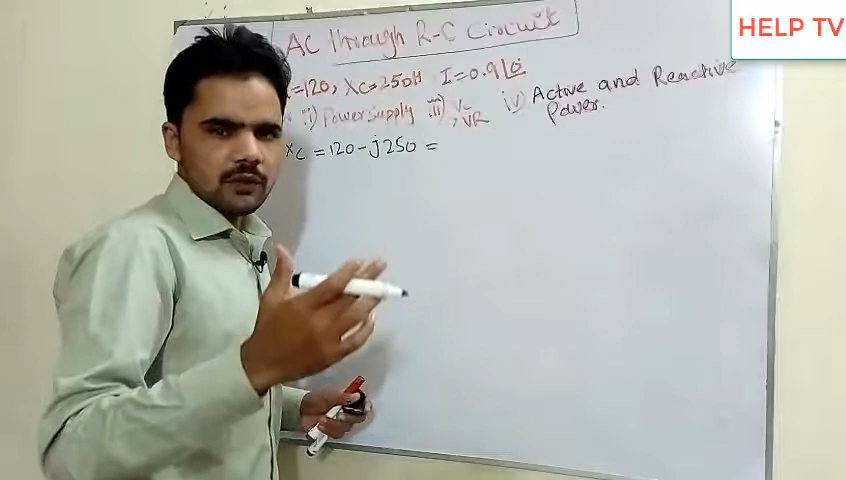 HELP TV
AC through R-C Circuit
=120, XC=250H I=0.9
i) Power supply iii) VC, VR iv) Active and Reactive Power.
XC = 120 - j250 =